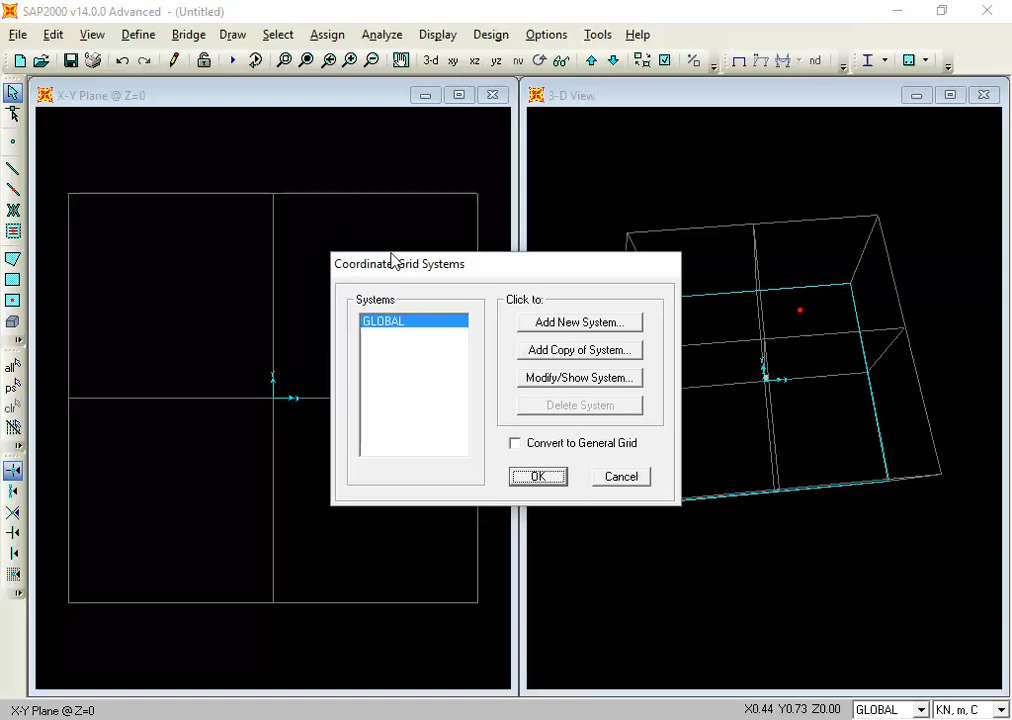 SAP2000 v14.0.0 Advanced - (Untitled)
File Edit View Define Bridge Draw Select Assign Analyze Display Design Options Tools Help
3-d xy xz yz nv nd
X-Y Plane @ Z=0
3-D View
all
ps
clr
Coordinate Grid Systems
Systems
GLOBAL
Click to:
Add New System...
Add Copy of System...
Modify/Show System...
Delete System
Convert to General Grid
OK
Cancel
X-Y Plane @ Z=0
X0.44 Y0.73 Z0.00
GLOBAL
KN, m, C